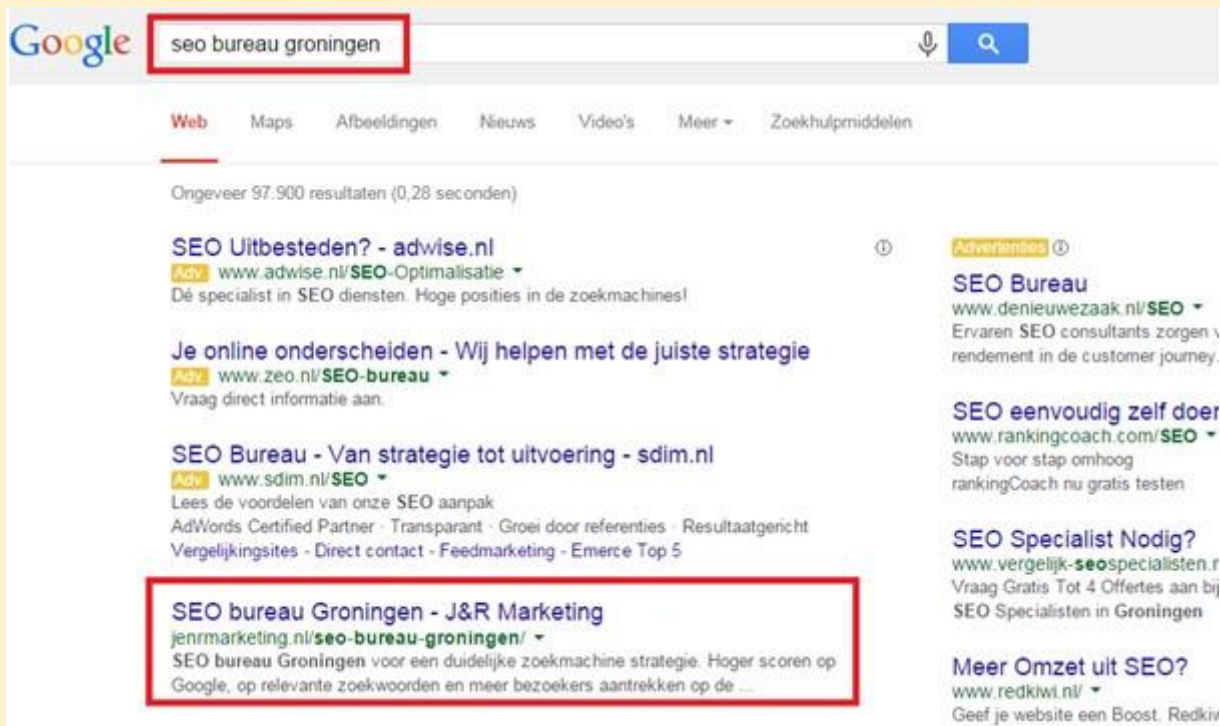 Google
seo bureau groningen
Web Maps Afbeeldingen Nieuws Video's Meer Zoekhulpmiddelen
Ongeveer 97.900 resultaten (0,28 seconden)
SEO Uitbesteden? - adwise.nl
Adv. www.adwise.nl/SEO-Optimalisatie
Dé specialist in SEO diensten. Hoge posities in de zoekmachines!
Je online onderscheiden - Wij helpen met de juiste strategie
Adv. www.zeo.nl/SEO-bureau
Vraag direct informatie aan.
SEO Bureau - Van strategie tot uitvoering - sdim.nl
Adv. www.sdim.nl/SEO
Lees de voordelen van onze SEO aanpak
AdWords Certified Partner · Transparant · Groei door referenties · Resultaatgericht
Vergelijkingsites - Direct contact - Feedmarketing - Emerce Top 5
SEO bureau Groningen - J&R Marketing
jenrmarketing.nl/seo-bureau-groningen/
SEO bureau Groningen voor een duidelijke zoekmachine strategie. Hoger scoren op
Google, op relevante zoekwoorden en meer bezoekers aantrekken op de ...
Advertenties
SEO Bureau
www.denieuwezaak.nl/SEO
Ervaren SEO consultants zorgen
rendement in de customer journey.
SEO eenvoudig zelf doen
www.rankingcoach.com/SEO
Stap voor stap omhoog
rankingCoach nu gratis testen
SEO Specialist Nodig?
www.vergelijk-seospecialisten.n
Vraag Gratis Tot 4 Offertes aan bij
SEO Specialisten in Groningen
Meer Omzet uit SEO?
www.redkiwi.nl/
Geef je website een Boost. Redkiw